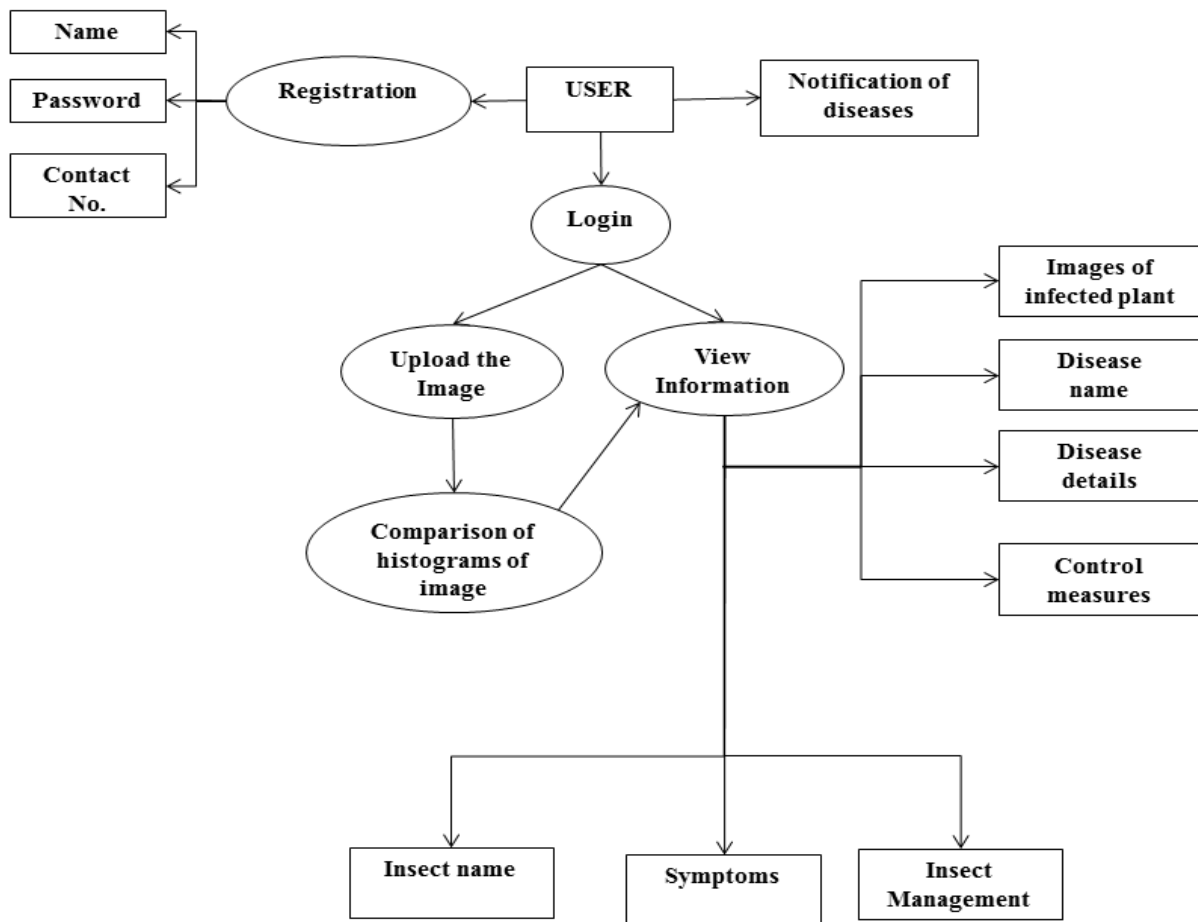 Name
Password
Contact
No.
Registration
USER
Notification of
diseases
Login
Upload the
Image
View
Information
Comparison of
histograms of
image
Images of
infected plant
Disease
name
Disease
details
Control
measures
Insect name
Symptoms
Insect
Management